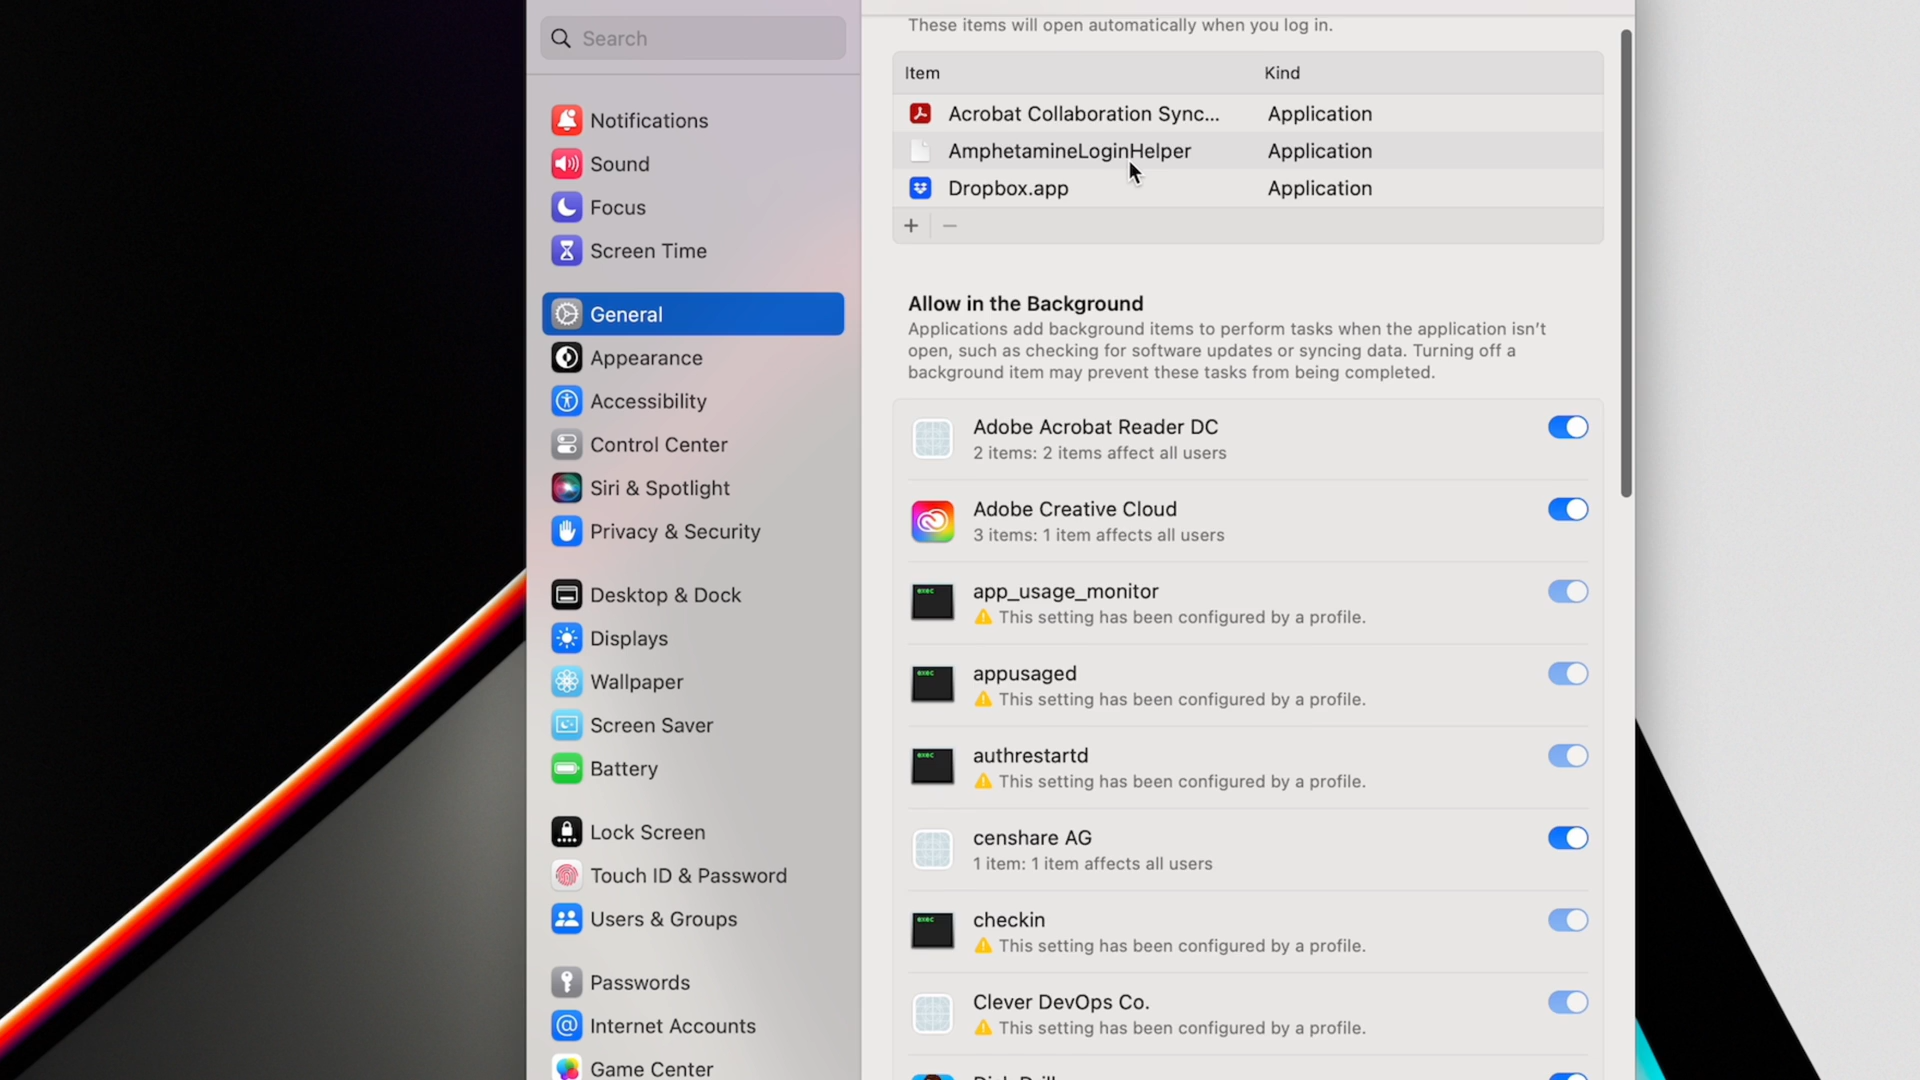 Search
Notifications
Sound
Focus
Screen Time
General
Appearance
Accessibility
Control Center
Siri & Spotlight
Privacy & Security
Desktop & Dock
Displays
Wallpaper
Screen Saver
Battery
Lock Screen
Touch ID & Password
Users & Groups
Passwords
Internet Accounts
Game Center
These items will open automatically when you log in.
Item Kind
Acrobat Collaboration Sync... Application
AmphetamineLoginHelper Application
Dropbox.app Application
Allow in the Background
Applications add background items to perform tasks when the application isn't
open, such as checking for software updates or syncing data. Turning off a
background item may prevent these tasks from being completed.
Adobe Acrobat Reader DC
2 items: 2 items affect all users
Adobe Creative Cloud
3 items: 1 item affects all users
exec
app_usage_monitor
This setting has been configured by a profile.
exec
appusaged
This setting has been configured by a profile.
exec
authrestartd
This setting has been configured by a profile.
censhare AG
1 item: 1 item affects all users
exec
checkin
This setting has been configured by a profile.
Clever DevOps Co.
This setting has been configured by a profile.